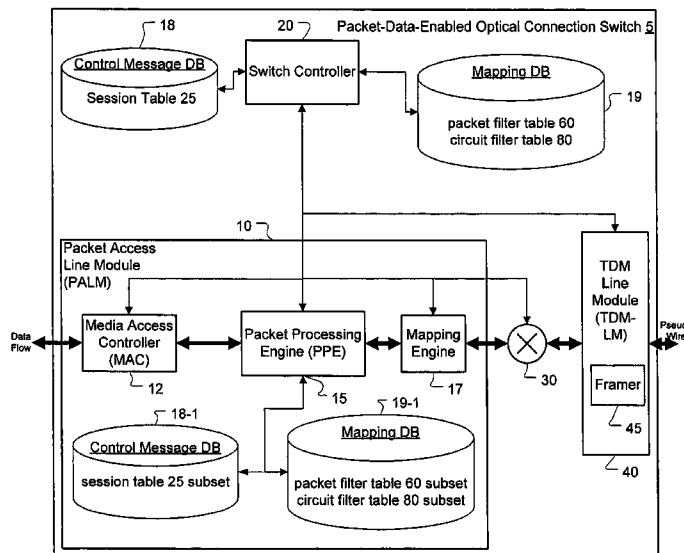 Packet-Data-Enabled Optical Connection Switch 5
18
20
Control Message DB
Session Table 25
Switch Controller
Mapping DB
packet filter table 60
circuit filter table 80
19
10
Packet Access
Line Module
(PALM)
TDM
Line
Module
(TDM-
LM)
Data
Flow
Media Access
Controller
(MAC)
Packet Processing
Engine (PPE)
Mapping
Engine
Pseudo
Wire
12
15
17
30
Framer
45
40
18-1
19-1
Control Message DB
session table 25 subset
Mapping DB
packet filter table 60 subset
circuit filter table 80 subset